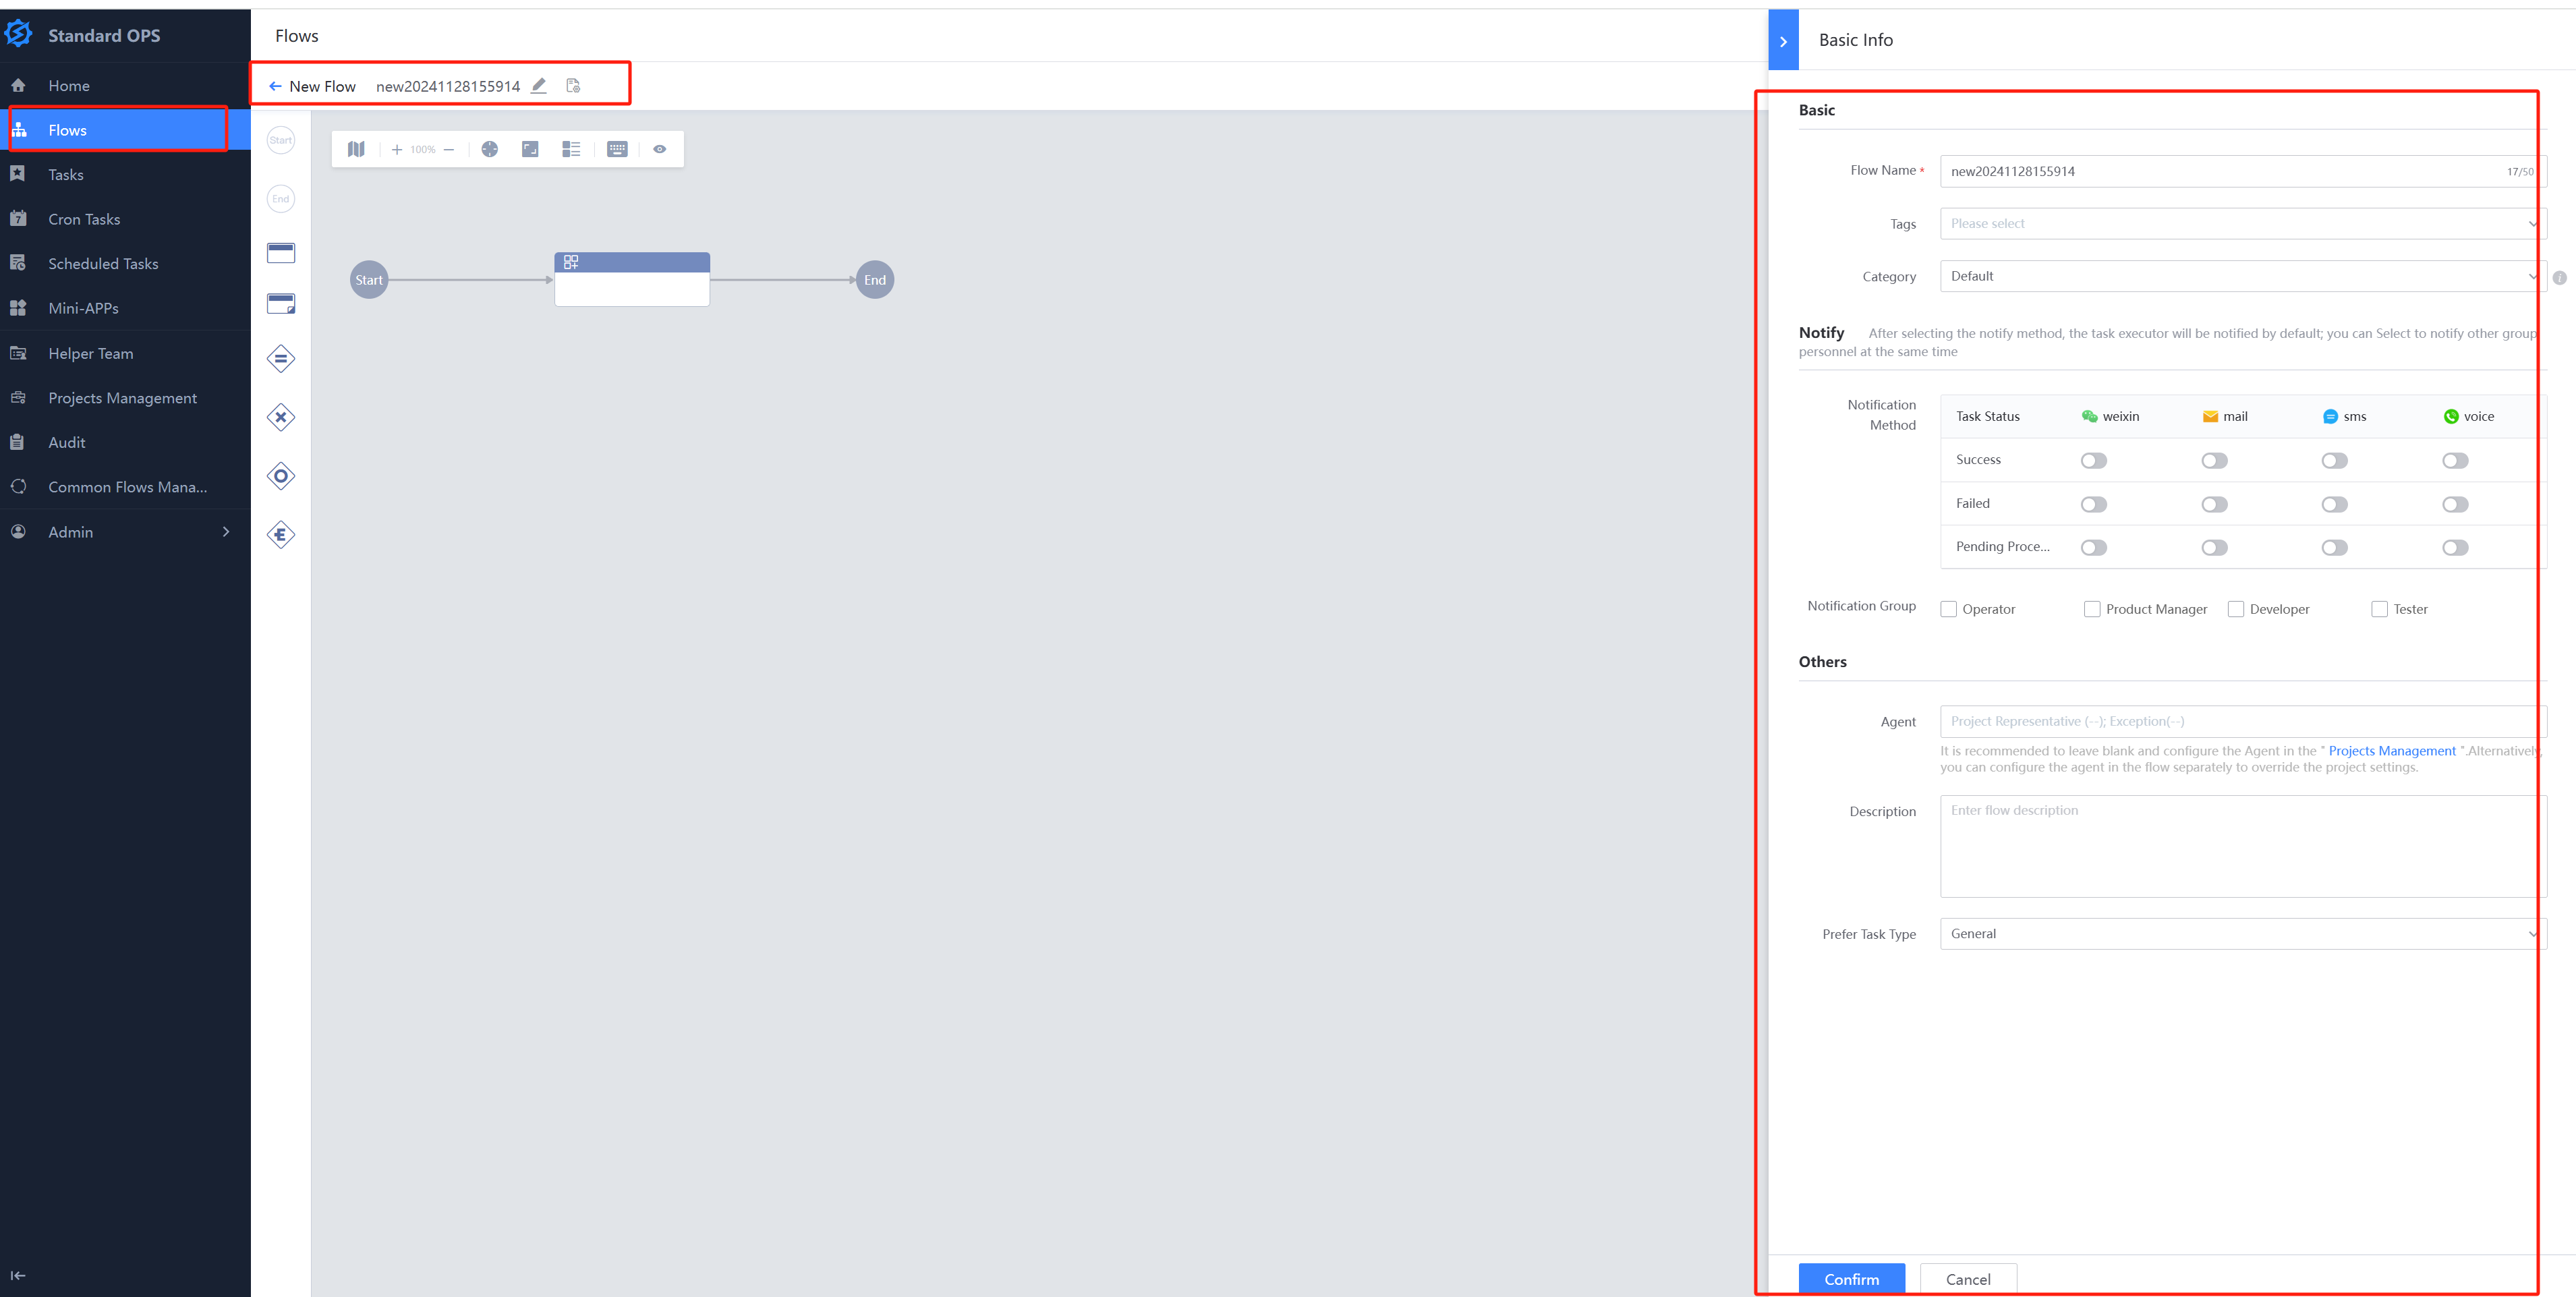 Standard OPS
Home
Flows
Tasks
Cron Tasks
Scheduled Tasks
Mini-APPs
Helper Team
Projects Management
Audit
Common Flows Mana...
Admin
Flows
New Flow new20241128155914
Start
End
100%
Start
End
Basic Info
Basic
Flow Name * new20241128155914 17/50
Tags Please select
Category Default
Notify After selecting the notify method, the task executor will be notified by default; you can Select to notify other group
personnel at the same time
Notification
Method
Task Status weixin mail sms voice
Success
Failed
Pending Proce...
Notification Group Operator Product Manager Developer Tester
Others
Agent Project Representative (--); Exception(--)
It is recommended to leave blank and configure the Agent in the " Projects Management ".Alternatively,
you can configure the agent in the flow separately to override the project settings.
Description Enter flow description
Prefer Task Type General
Confirm Cancel